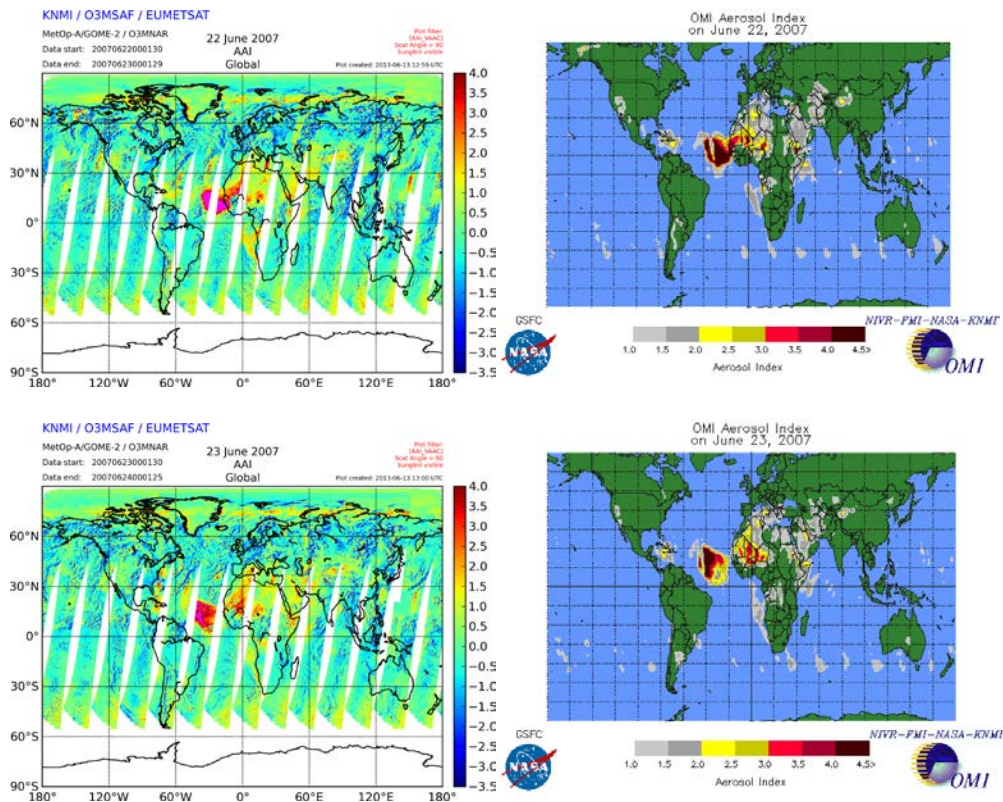 KNMI / O3MSAF / EUMETSAT
MetOp-A/GOME-2 / O3MNAR
Data start: 20070622000130
Data end: 20070623000129
22 June 2007
AAI
Global
Plot filter:
[AAI_VAAC]
Scat Angle > 90
Sunglint visible
Plot created: 2013-06-13 12:59 UTC
60°N
30°N
0°
30°S
60°S
90°S
180° 120°W 60°W 0° 60°E 120°E 180°
4.0
3.5
3.0
2.5
2.0
1.5
1.0
0.5
0.0
−0.5
−1.0
−1.5
−2.0
−2.5
−3.0
−3.5
OMI Aerosol Index
on June 22, 2007
GSFC
NASA
1.0 1.5 2.0 2.5 3.0 3.5 4.0 4.5>
Aerosol Index
NIVR-FMI-NASA-KNMI
OMI
KNMI / O3MSAF / EUMETSAT
MetOp-A/GOME-2 / O3MNAR
Data start: 20070623000130
Data end: 20070624000125
23 June 2007
AAI
Global
Plot filter:
[AAI_VAAC]
Scat Angle > 90
Sunglint visible
Plot created: 2013-06-13 13:00 UTC
60°N
30°N
0°
30°S
60°S
90°S
180° 120°W 60°W 0° 60°E 120°E 180°
4.0
3.5
3.0
2.5
2.0
1.5
1.0
0.5
0.0
−0.5
−1.0
−1.5
−2.0
−2.5
−3.0
−3.5
OMI Aerosol Index
on June 23, 2007
GSFC
NASA
1.0 1.5 2.0 2.5 3.0 3.5 4.0 4.5>
Aerosol Index
NIVR-FMI-NASA-KNMI
OMI